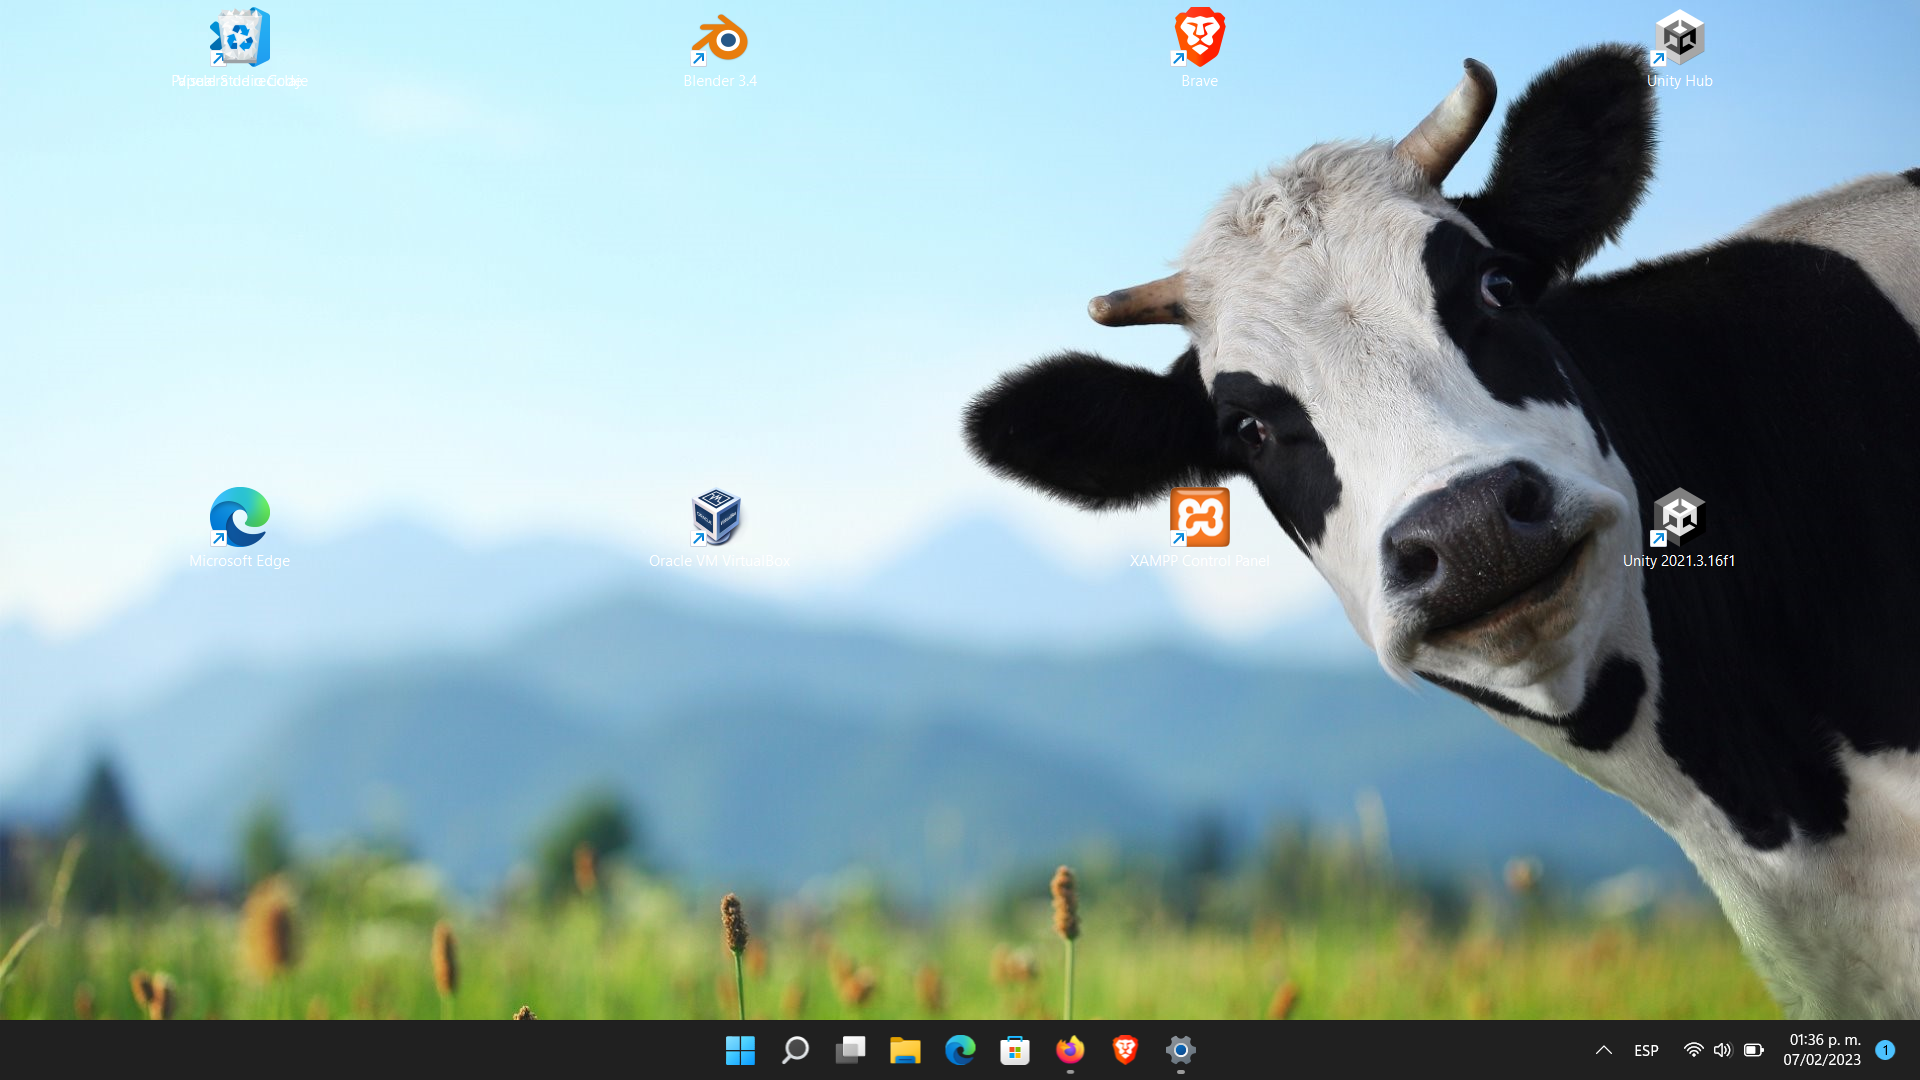 Blender 3.4
Brave
Unity Hub
Microsoft Edge
Oracle VM VirtualBox
XAMPP Control Panel
Unity 2021.3.16f1
ESP
01:36 p. m.
07/02/2023
1